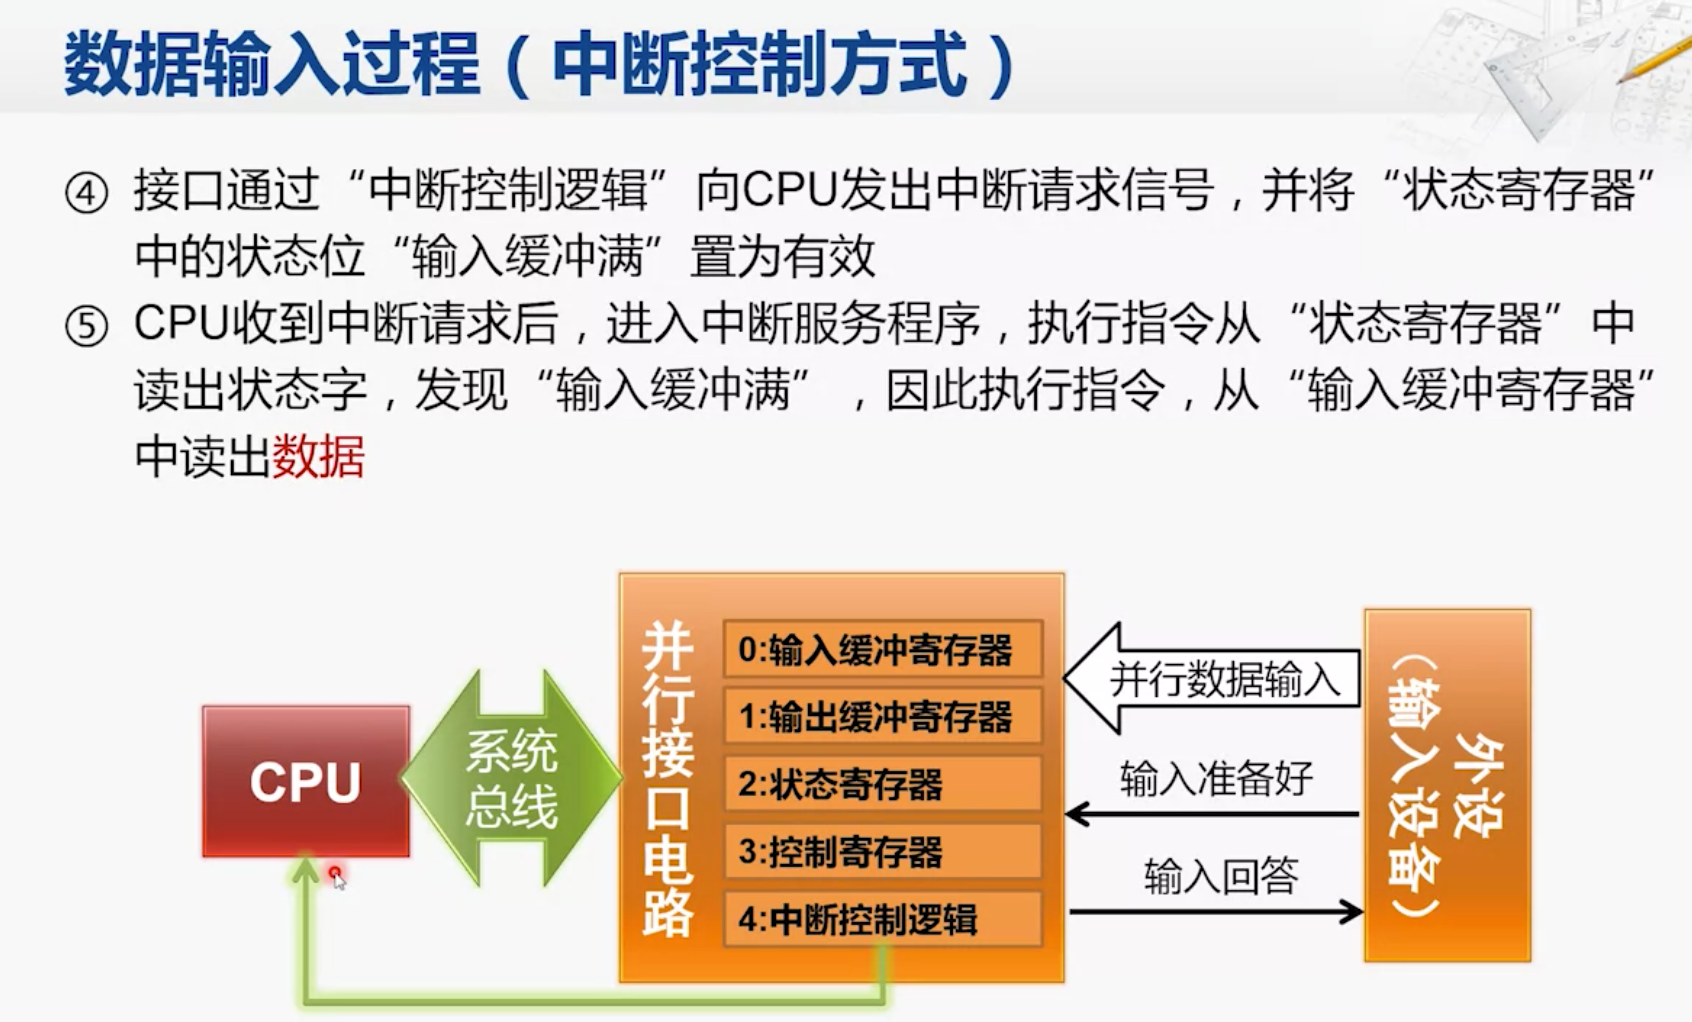 数据输入过程（中断控制方式）
④ 接口通过“中断控制逻辑”向CPU发出中断请求信号，并将“状态寄存器”
中的状态位“输入缓冲满”置为有效
⑤ CPU收到中断请求后，进入中断服务程序，执行指令从“状态寄存器”中
读出状态字，发现“输入缓冲满”，因此执行指令，从“输入缓冲寄存器”
中读出数据
CPU
系统
总线
并行接口电路
0:输入缓冲寄存器
1:输出缓冲寄存器
2:状态寄存器
3:控制寄存器
4:中断控制逻辑
并行数据输入
输入准备好
输入回答
外设
（输入设备）